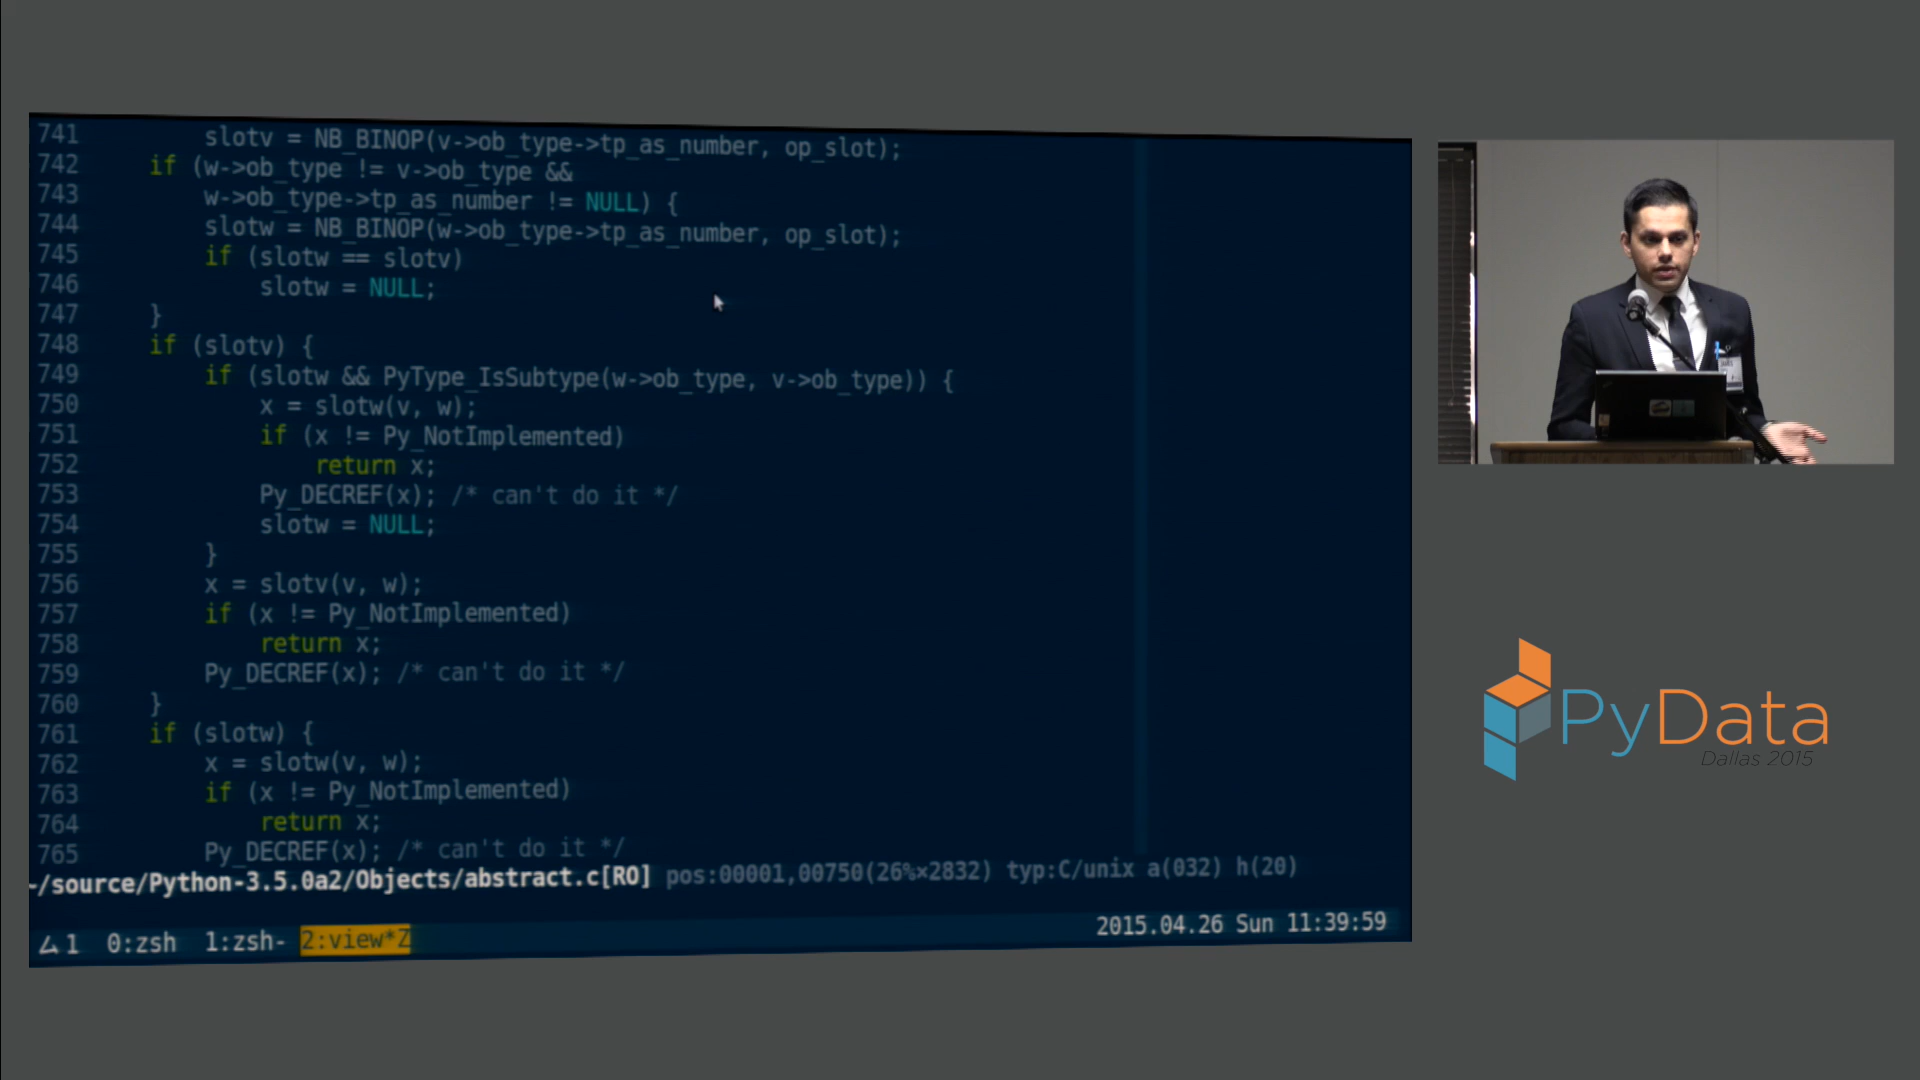 741         slotv = NB_BINOP(v->ob_type->tp_as_number, op_slot);
742     if (w->ob_type != v->ob_type &&
743         w->ob_type->tp_as_number != NULL) {
744         slotw = NB_BINOP(w->ob_type->tp_as_number, op_slot);
745         if (slotw == slotv)
746             slotw = NULL;
747     }
748     if (slotv) {
749         if (slotw && PyType_IsSubtype(w->ob_type, v->ob_type)) {
750             x = slotw(v, w);
751             if (x != Py_NotImplemented)
752                 return x;
753             Py_DECREF(x); /* can't do it */
754             slotw = NULL;
755         }
756         x = slotv(v, w);
757         if (x != Py_NotImplemented)
758             return x;
759         Py_DECREF(x); /* can't do it */
760     }
761     if (slotw) {
762         x = slotw(v, w);
763         if (x != Py_NotImplemented)
764             return x;
765         Py_DECREF(x); /* can't do it */
~/source/Python-3.5.0a2/Objects/abstract.c[RO] pos:00001,00750(26%×2832) typ:C/unix a(032) h(20)
1 0:zsh 1:zsh- 2:view*Z 2015.04.26 Sun 11:39:59
PyData
Dallas 2015